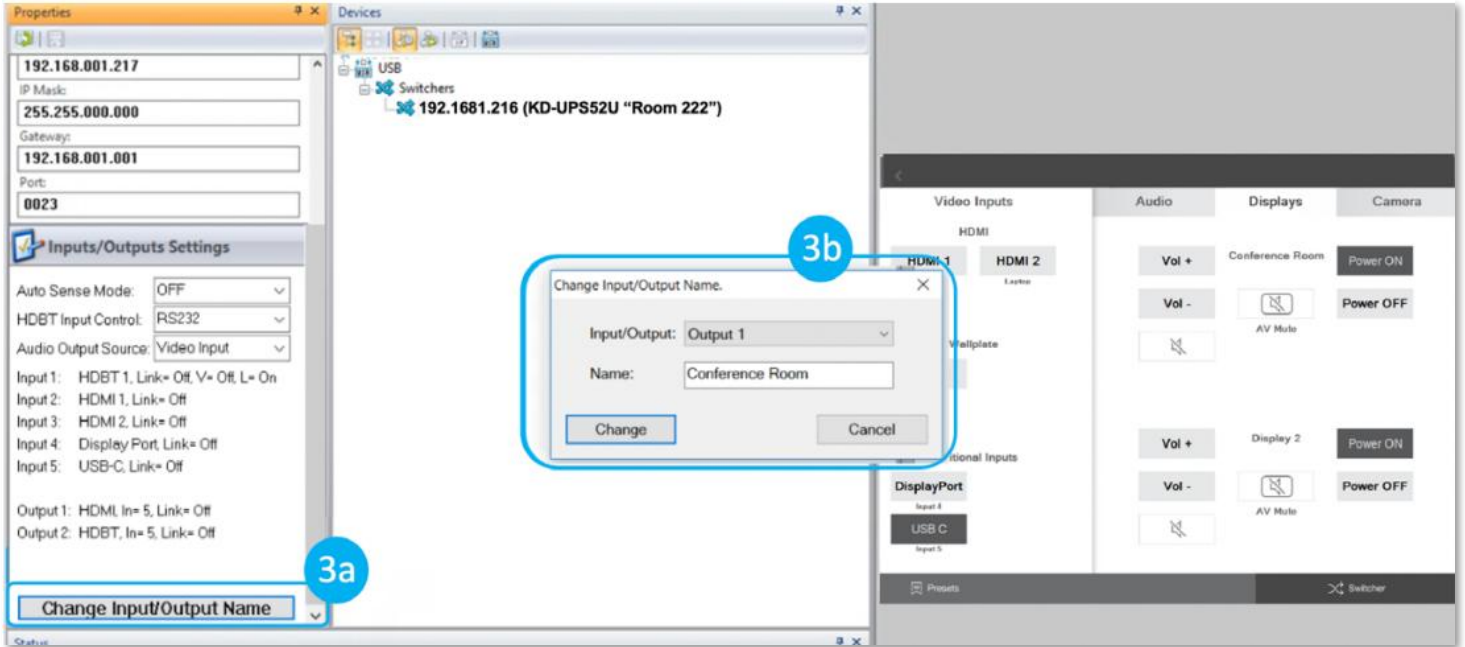 Properties
192.168.001.217
IP Mask:
255.255.000.000
Gateway:
192.168.001.001
Port:
0023
Inputs/Outputs Settings
Auto Sense Mode: OFF
HDBT Input Control: RS232
Audio Output Source: Video Input
Input 1: HDBT 1, Link= Off, V= Off, L= On
Input 2: HDMI 1, Link= Off
Input 3: HDMI 2, Link= Off
Input 4: Display Port, Link= Off
Input 5: USB-C, Link= Off
Output 1: HDMI, In= 5, Link= Off
Output 2: HDBT, In= 5, Link= Off
3a
Change Input/Output Name
Status
Devices
USB
Switchers
192.1681.216 (KD-UPS52U “Room 222”)
3b
Change Input/Output Name.
Input/Output: Output 1
Name: Conference Room
Change Cancel
Video Inputs
HDMI
HDMI 1 HDMI 2
Laptop
Wallplate
itional Inputs
DisplayPort
Input 4
USB C
Input 5
Audio Displays Camera
Vol + Conference Room Power ON
Vol - Power OFF
AV Mute
Vol + Display 2 Power ON
Vol - Power OFF
AV Mute
Presets Switcher